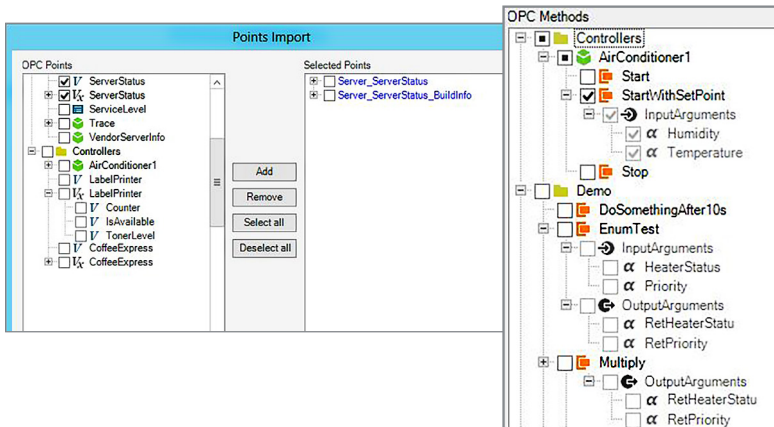 Points Import
OPC Points
ServerStatus
ServerStatus
ServiceLevel
Trace
VendorServerInfo
Controllers
AirConditioner1
LabelPrinter
LabelPrinter
Counter
IsAvailable
TonerLevel
CoffeeExpress
CoffeeExpress
Add
Remove
Select all
Deselect all
Selected Points
Server_ServerStatus
Server_ServerStatus_BuildInfo
OPC Methods
Controllers
AirConditioner1
Start
StartWithSetPoint
InputArguments
α Humidity
α Temperature
Stop
Demo
DoSomethingAfter10s
EnumTest
InputArguments
α HeaterStatus
α Priority
OutputArguments
α RetHeaterStatu
α RetPriority
Multiply
OutputArguments
α RetHeaterStatu
α RetPriority